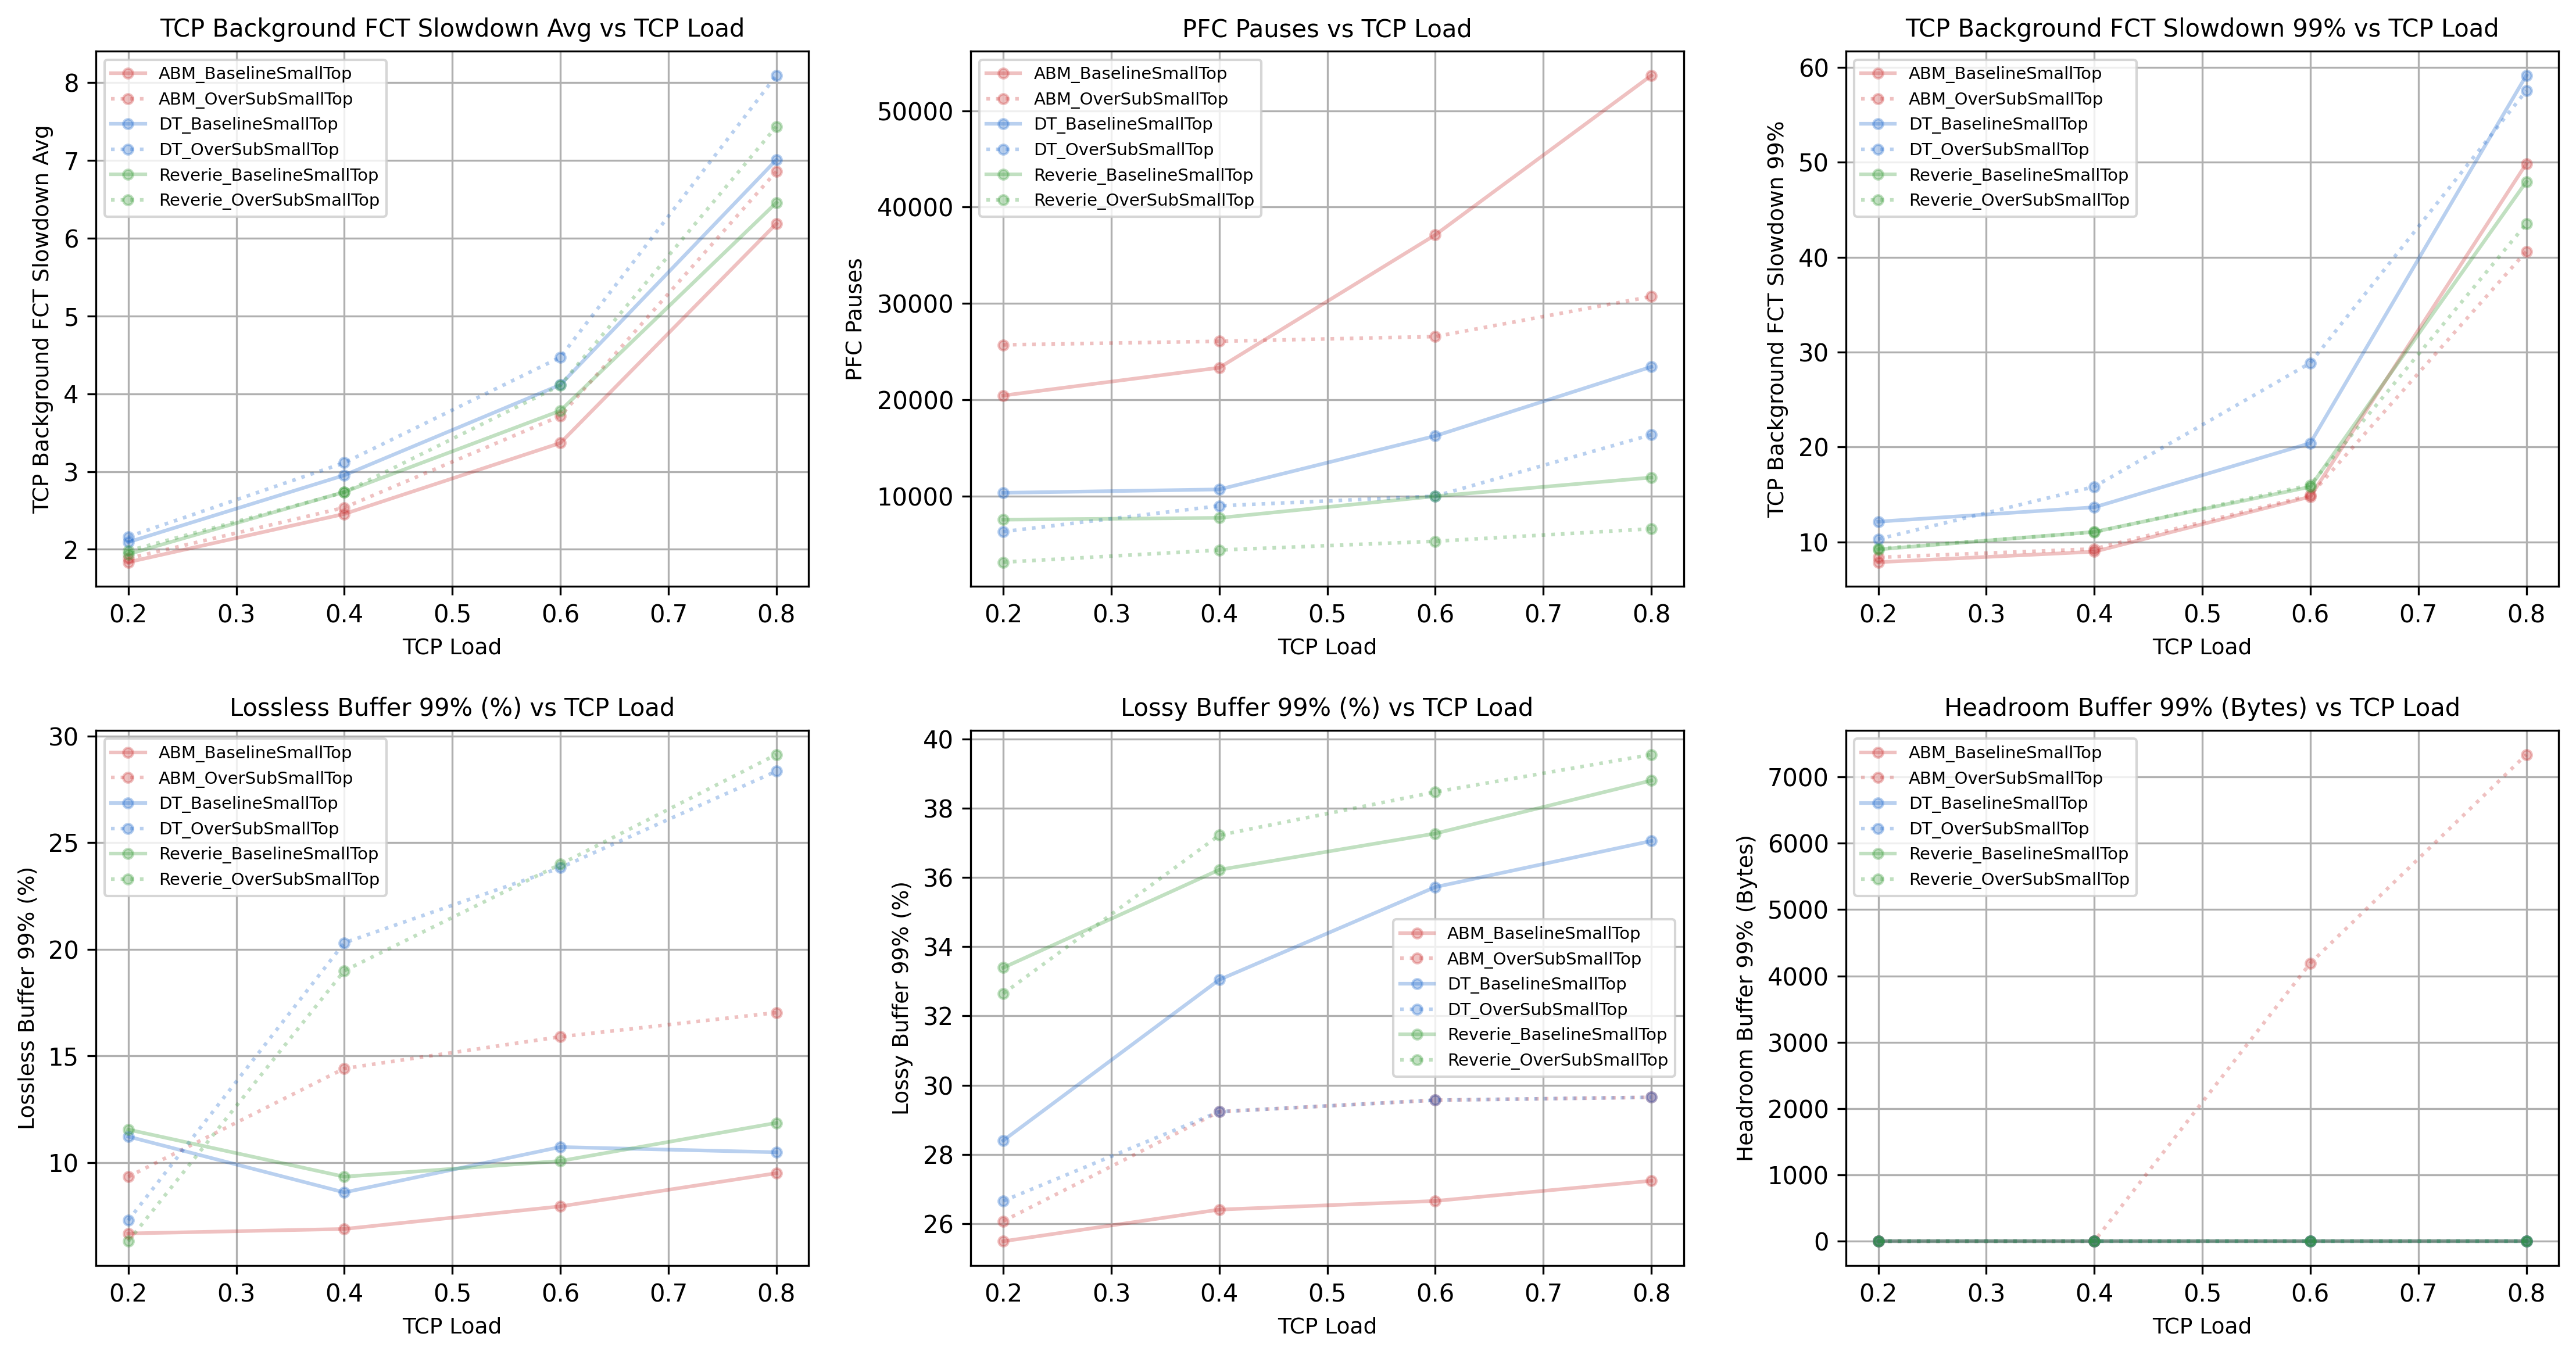 TCP Background FCT Slowdown Avg vs TCP Load
TCP Background FCT Slowdown Avg
8
7
6
5
4
3
2
ABM_BaselineSmallTop
ABM_OverSubSmallTop
DT_BaselineSmallTop
DT_OverSubSmallTop
Reverie_BaselineSmallTop
Reverie_OverSubSmallTop
0.2 0.3 0.4 0.5 0.6 0.7 0.8
TCP Load
PFC Pauses vs TCP Load
PFC Pauses
50000
40000
30000
20000
10000
ABM_BaselineSmallTop
ABM_OverSubSmallTop
DT_BaselineSmallTop
DT_OverSubSmallTop
Reverie_BaselineSmallTop
Reverie_OverSubSmallTop
0.2 0.3 0.4 0.5 0.6 0.7 0.8
TCP Load
TCP Background FCT Slowdown 99% vs TCP Load
TCP Background FCT Slowdown 99%
60
50
40
30
20
10
ABM_BaselineSmallTop
ABM_OverSubSmallTop
DT_BaselineSmallTop
DT_OverSubSmallTop
Reverie_BaselineSmallTop
Reverie_OverSubSmallTop
0.2 0.3 0.4 0.5 0.6 0.7 0.8
TCP Load
Lossless Buffer 99% (%) vs TCP Load
Lossless Buffer 99% (%)
30
25
20
15
10
ABM_BaselineSmallTop
ABM_OverSubSmallTop
DT_BaselineSmallTop
DT_OverSubSmallTop
Reverie_BaselineSmallTop
Reverie_OverSubSmallTop
0.2 0.3 0.4 0.5 0.6 0.7 0.8
TCP Load
Lossy Buffer 99% (%) vs TCP Load
Lossy Buffer 99% (%)
40
38
36
34
32
30
28
26
ABM_BaselineSmallTop
ABM_OverSubSmallTop
DT_BaselineSmallTop
DT_OverSubSmallTop
Reverie_BaselineSmallTop
Reverie_OverSubSmallTop
0.2 0.3 0.4 0.5 0.6 0.7 0.8
TCP Load
Headroom Buffer 99% (Bytes) vs TCP Load
Headroom Buffer 99% (Bytes)
7000
6000
5000
4000
3000
2000
1000
0
ABM_BaselineSmallTop
ABM_OverSubSmallTop
DT_BaselineSmallTop
DT_OverSubSmallTop
Reverie_BaselineSmallTop
Reverie_OverSubSmallTop
0.2 0.3 0.4 0.5 0.6 0.7 0.8
TCP Load